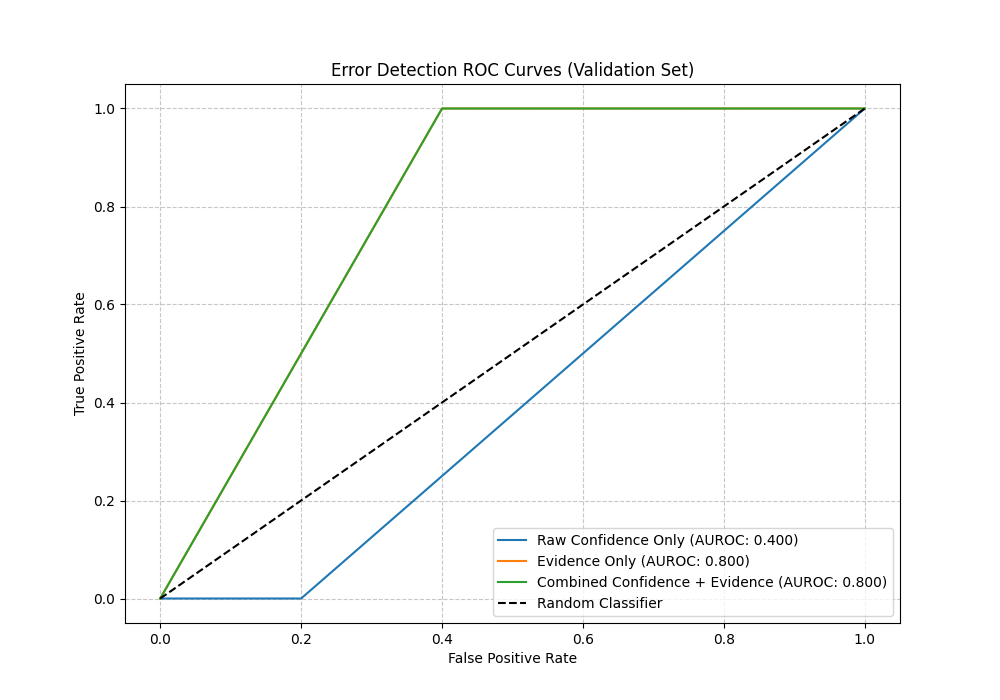 Error Detection ROC Curves (Validation Set)
True Positive Rate
1.0
0.8
0.6
0.4
0.2
0.0
0.0 0.2 0.4 0.6 0.8 1.0
False Positive Rate
Raw Confidence Only (AUROC: 0.400)
Evidence Only (AUROC: 0.800)
Combined Confidence + Evidence (AUROC: 0.800)
Random Classifier